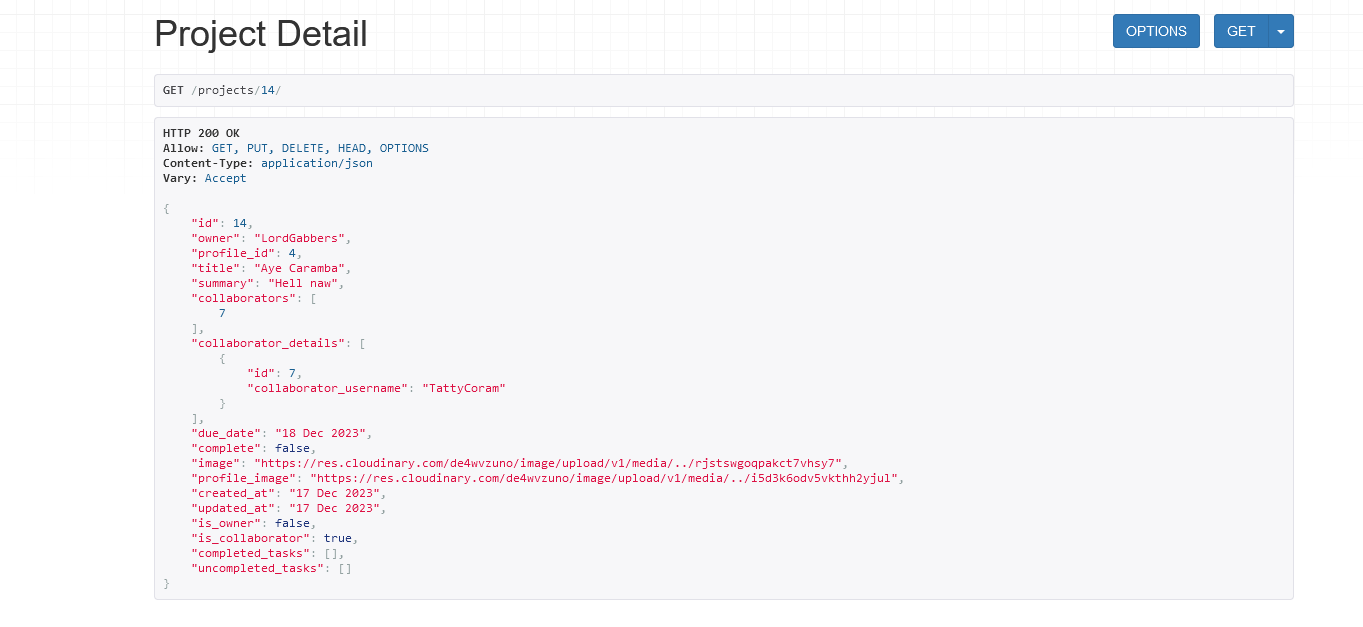 Project Detail
OPTIONS
GET
GET /projects/14/
HTTP 200 OK
Allow: GET, PUT, DELETE, HEAD, OPTIONS
Content-Type: application/json
Vary: Accept
{
    "id": 14,
    "owner": "LordGabbers",
    "profile_id": 4,
    "title": "Aye Caramba",
    "summary": "Hell naw",
    "collaborators": [
        7
    ],
    "collaborator_details": [
        {
            "id": 7,
            "collaborator_username": "TattyCoram"
        }
    ],
    "due_date": "18 Dec 2023",
    "complete": false,
    "image": "https://res.cloudinary.com/de4wvzuno/image/upload/v1/media/../rjstswgoqpakct7vhsy7",
    "profile_image": "https://res.cloudinary.com/de4wvzuno/image/upload/v1/media/../i5d3k6odv5vkthh2yjul",
    "created_at": "17 Dec 2023",
    "updated_at": "17 Dec 2023",
    "is_owner": false,
    "is_collaborator": true,
    "completed_tasks": [],
    "uncompleted_tasks": []
}